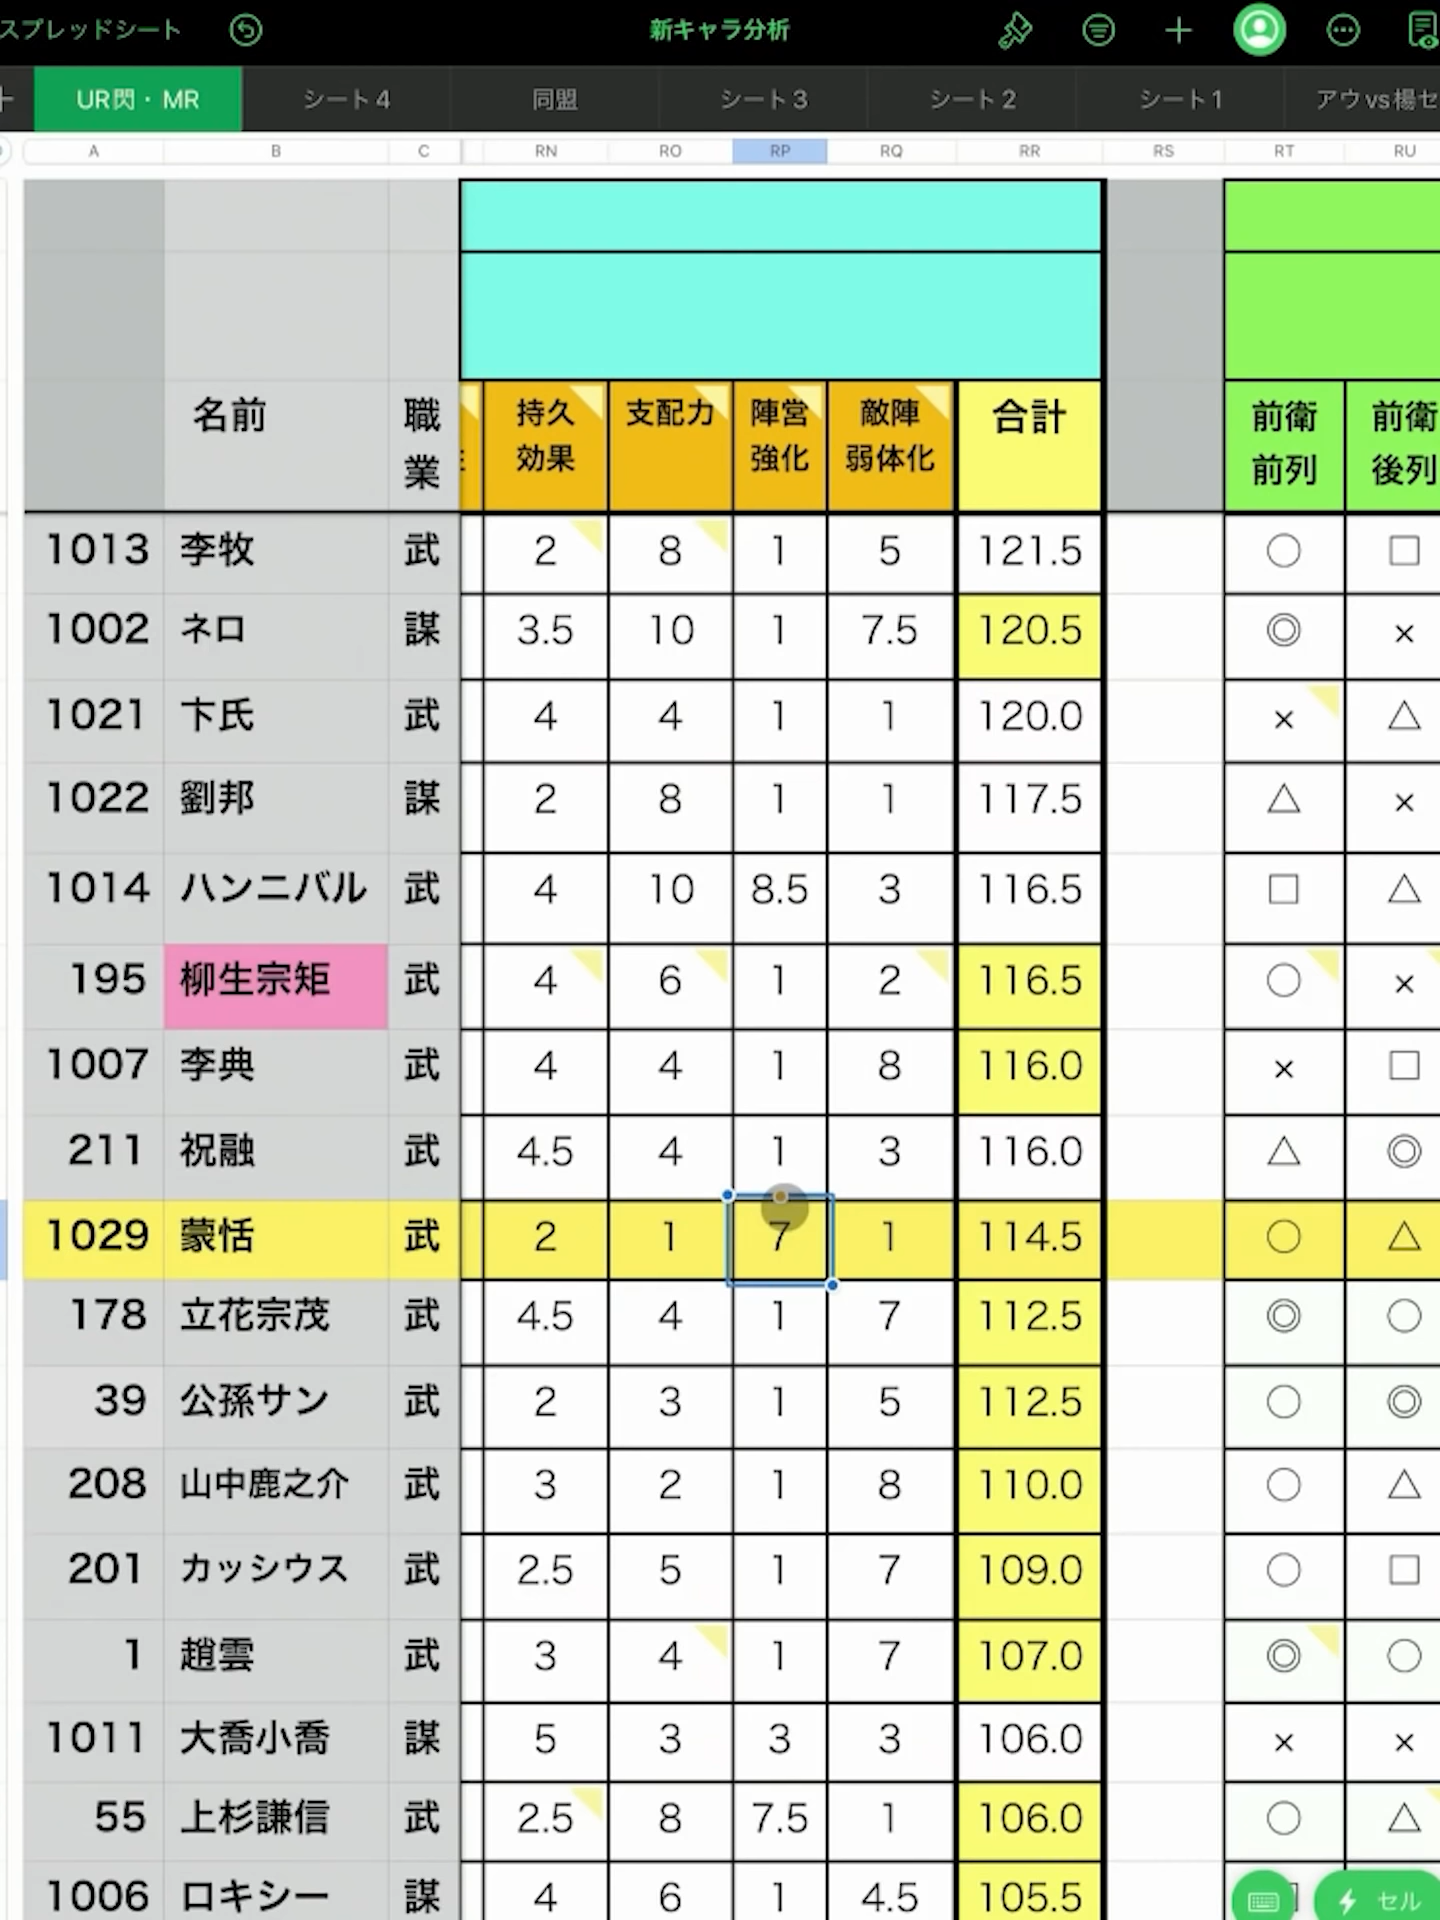 スプレッドシート 新キャラ分析
UR閃・MR シート4 同盟 シート3 シート2 シート1 アウvs楊セ
A B C RN RO RP RQ RR RS RT RU
名前 職業 持久効果 支配力 陣営強化 敵陣弱体化 合計 前衛前列 前衛後列
1013 李牧 武 2 8 1 5 121.5 ○ □
1002 ネロ 謀 3.5 10 1 7.5 120.5 ◎ ×
1021 卞氏 武 4 4 1 1 120.0 × △
1022 劉邦 謀 2 8 1 1 117.5 △ ×
1014 ハンニバル 武 4 10 8.5 3 116.5 □ △
195 柳生宗矩 武 4 6 1 2 116.5 ○ ×
1007 李典 武 4 4 1 8 116.0 × □
211 祝融 武 4.5 4 1 3 116.0 △ ◎
1029 蒙恬 武 2 1 7 1 114.5 ○ △
178 立花宗茂 武 4.5 4 1 7 112.5 ◎ ○
39 公孫サン 武 2 3 1 5 112.5 ○ ◎
208 山中鹿之介 武 3 2 1 8 110.0 ○ △
201 カッシウス 武 2.5 5 1 7 109.0 ○ □
1 趙雲 武 3 4 1 7 107.0 ◎ ○
1011 大喬小喬 謀 5 3 3 3 106.0 × ×
55 上杉謙信 武 2.5 8 7.5 1 106.0 ○ △
1006 ロキシー 謀 4 6 1 4.5 105.5
セル